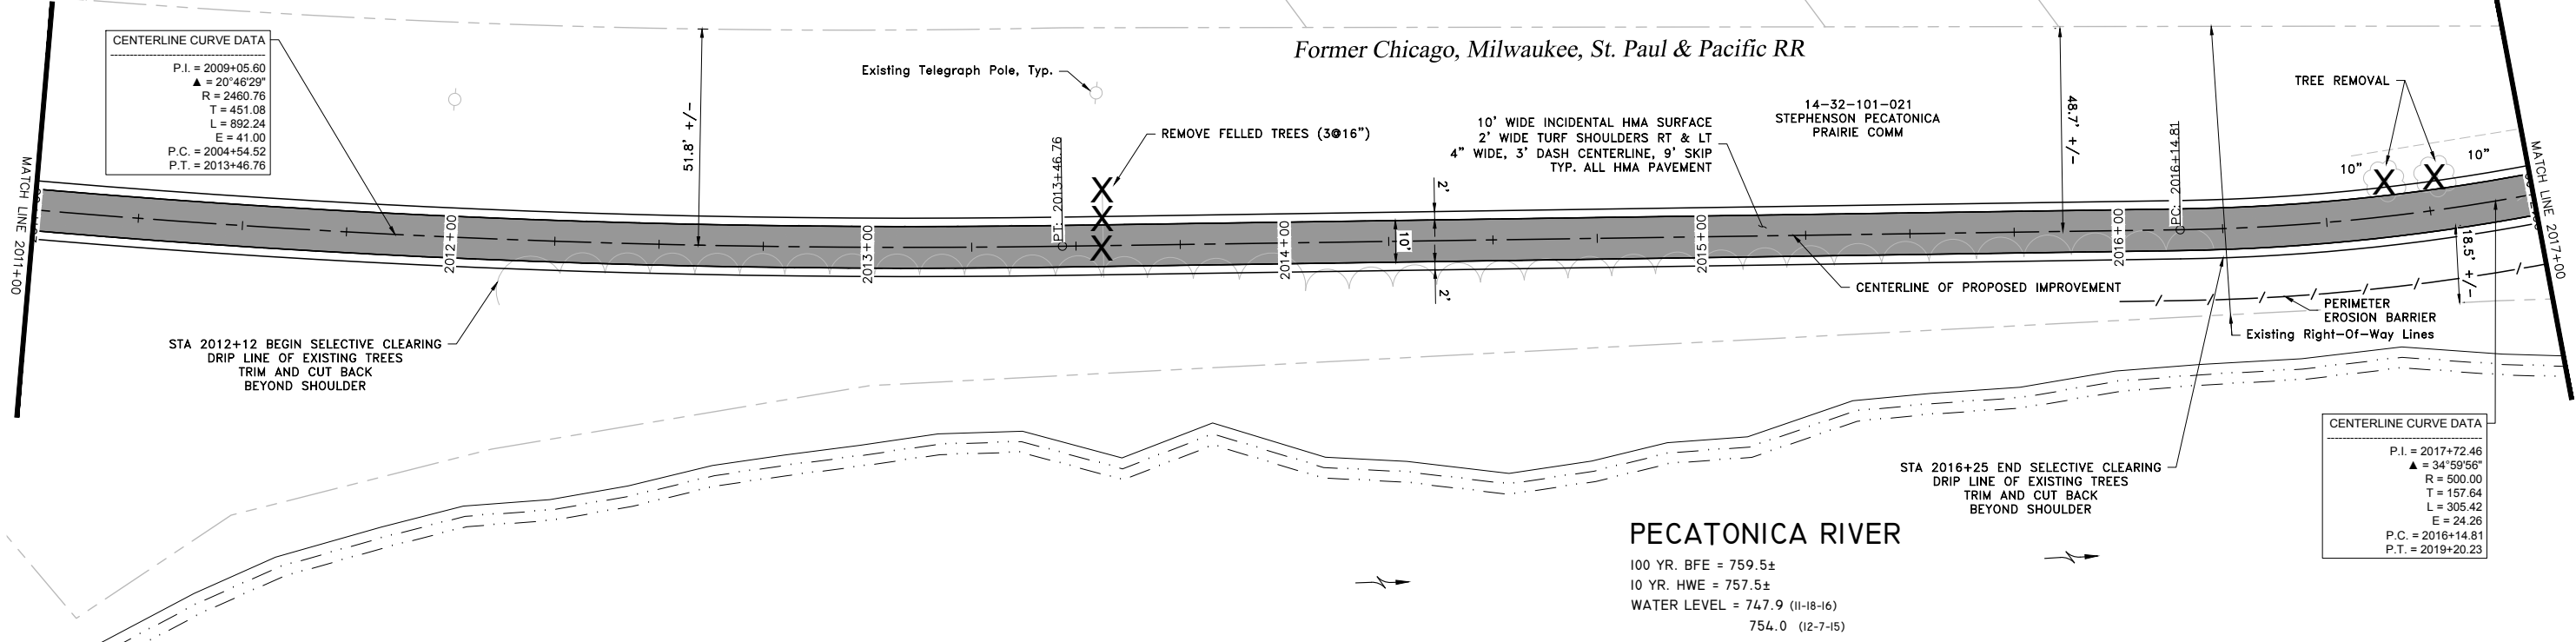 CENTERLINE CURVE DATA
P.I. = 2009+05.60
▲ = 20°46'29"
R = 2460.76
T = 451.08
L = 892.24
E = 41.00
P.C. = 2004+54.52
P.T. = 2013+46.76
MATCH LINE 2011+00
51.8' +/-
Existing Telegraph Pole, Typ.
REMOVE FELLED TREES (3@16")
P.T. 2013+46.76
X
X
X
Former Chicago, Milwaukee, St. Paul & Pacific RR
10' WIDE INCIDENTAL HMA SURFACE
2' WIDE TURF SHOULDERS RT & LT
4" WIDE, 3' DASH CENTERLINE, 9' SKIP
TYP. ALL HMA PAVEMENT
14-32-101-021
STEPHENSON PECATONICA
PRAIRIE COMM
48.7' +/-
PC: 2016+14.81
TREE REMOVAL
10"
10"
X
X
MATCH LINE 2017+00
2012+00
2013+00
2014+00
2015+00
2016+00
2'
10'
2'
18.5' +/-
CENTERLINE OF PROPOSED IMPROVEMENT
PERIMETER
EROSION BARRIER
Existing Right-Of-Way Lines
STA 2012+12 BEGIN SELECTIVE CLEARING
DRIP LINE OF EXISTING TREES
TRIM AND CUT BACK
BEYOND SHOULDER
STA 2016+25 END SELECTIVE CLEARING
DRIP LINE OF EXISTING TREES
TRIM AND CUT BACK
BEYOND SHOULDER
CENTERLINE CURVE DATA
P.I. = 2017+72.46
▲ = 34°59'56"
R = 500.00
T = 157.64
L = 305.42
E = 24.26
P.C. = 2016+14.81
P.T. = 2019+20.23
PECATONICA RIVER
100 YR. BFE = 759.5±
10 YR. HWE = 757.5±
WATER LEVEL = 747.9 (11-18-16)
754.0 (12-7-15)